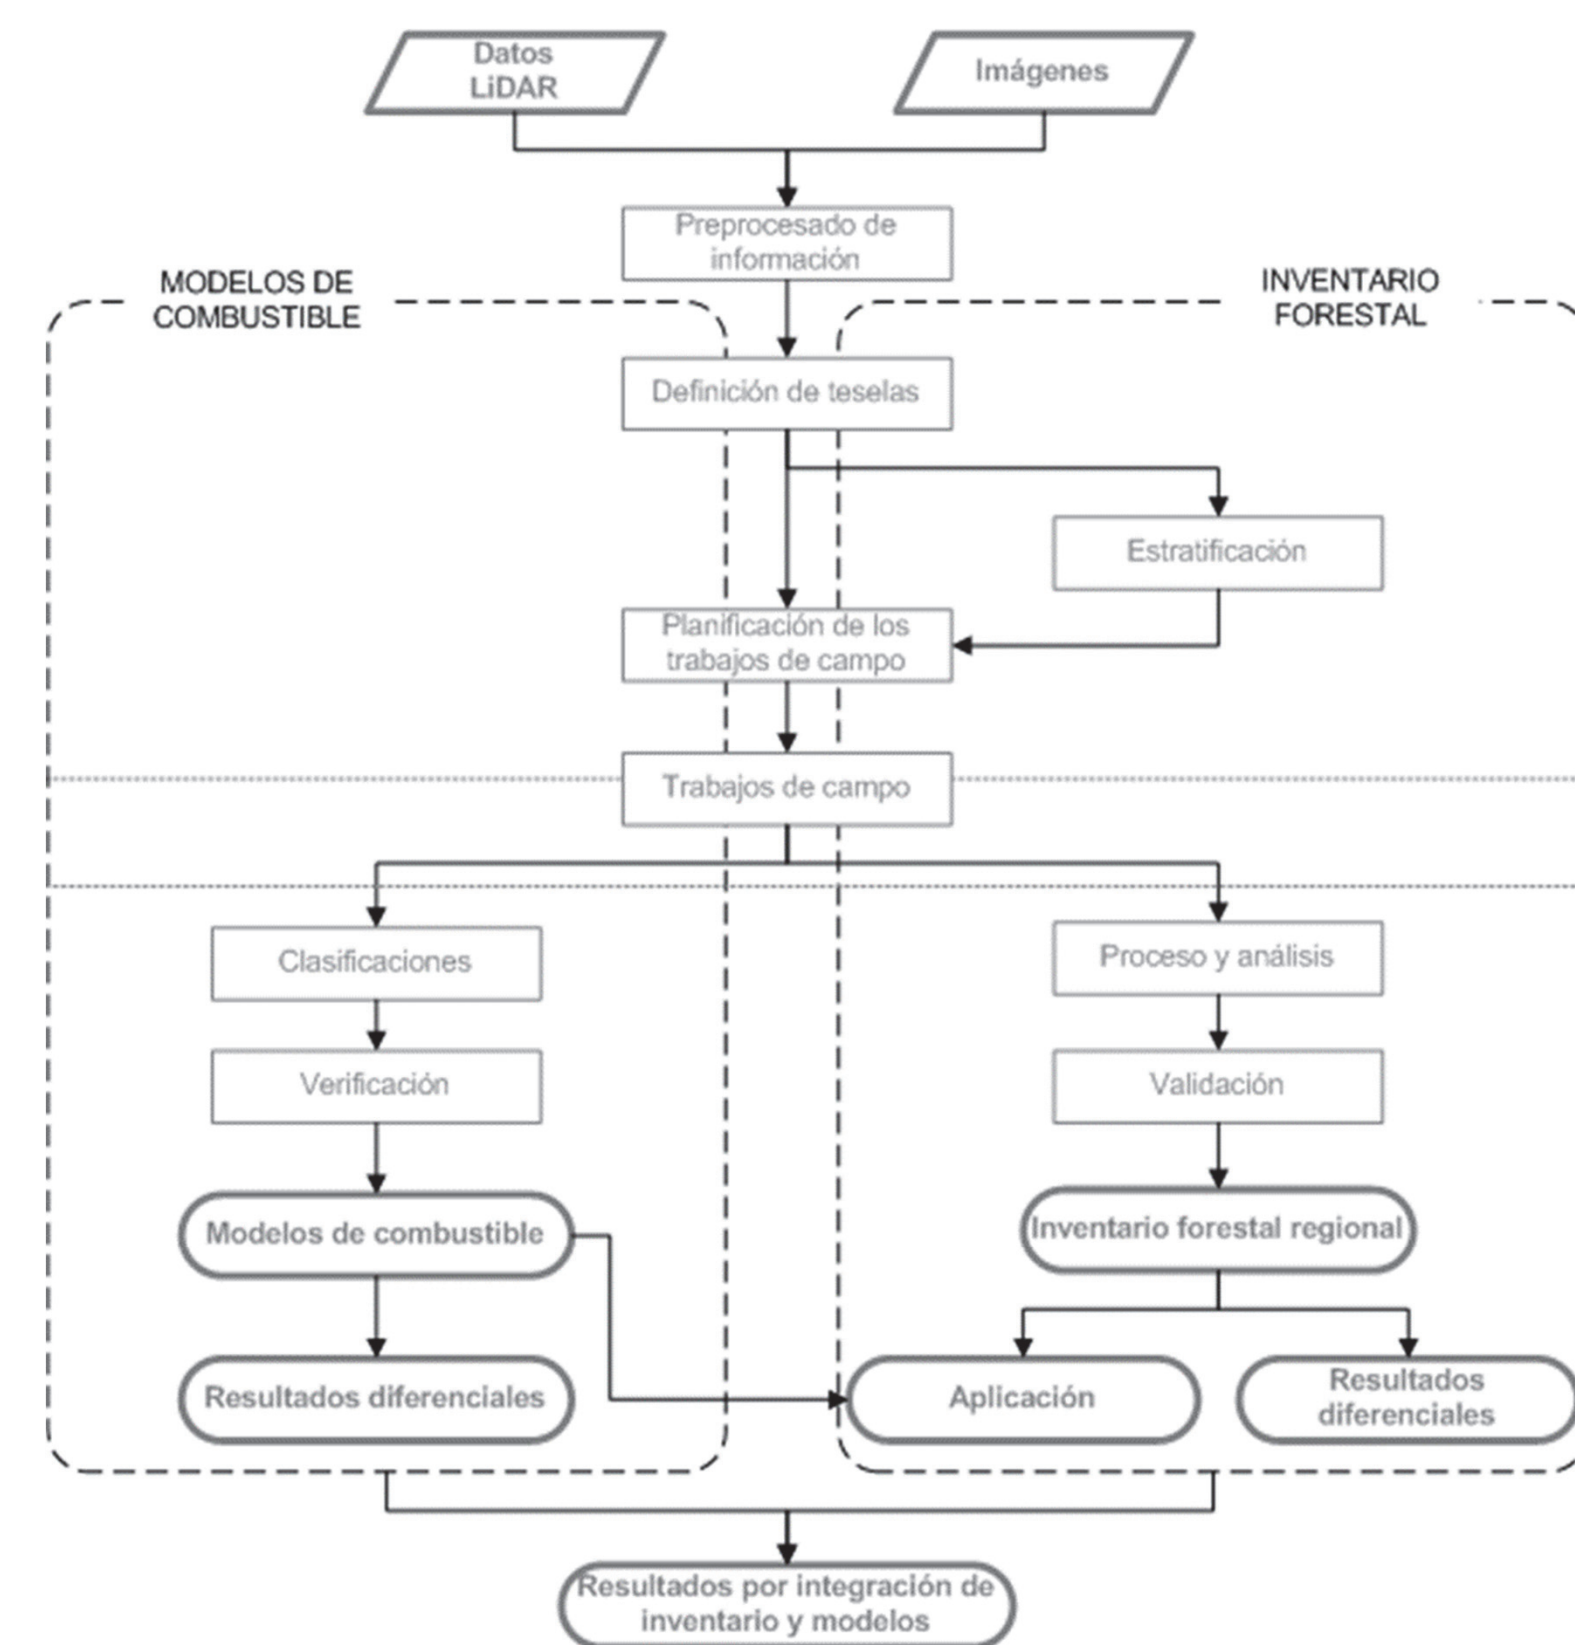 Datos
LiDAR
Imágenes
Preprocesado de
información
MODELOS DE
COMBUSTIBLE
INVENTARIO
FORESTAL
Definición de teselas
Estratificación
Planificación de los
trabajos de campo
Trabajos de campo
Clasificaciones
Proceso y análisis
Verificación
Validación
Modelos de combustible
Inventario forestal regional
Resultados diferenciales
Aplicación
Resultados
diferenciales
Resultados por integración de
inventario y modelos